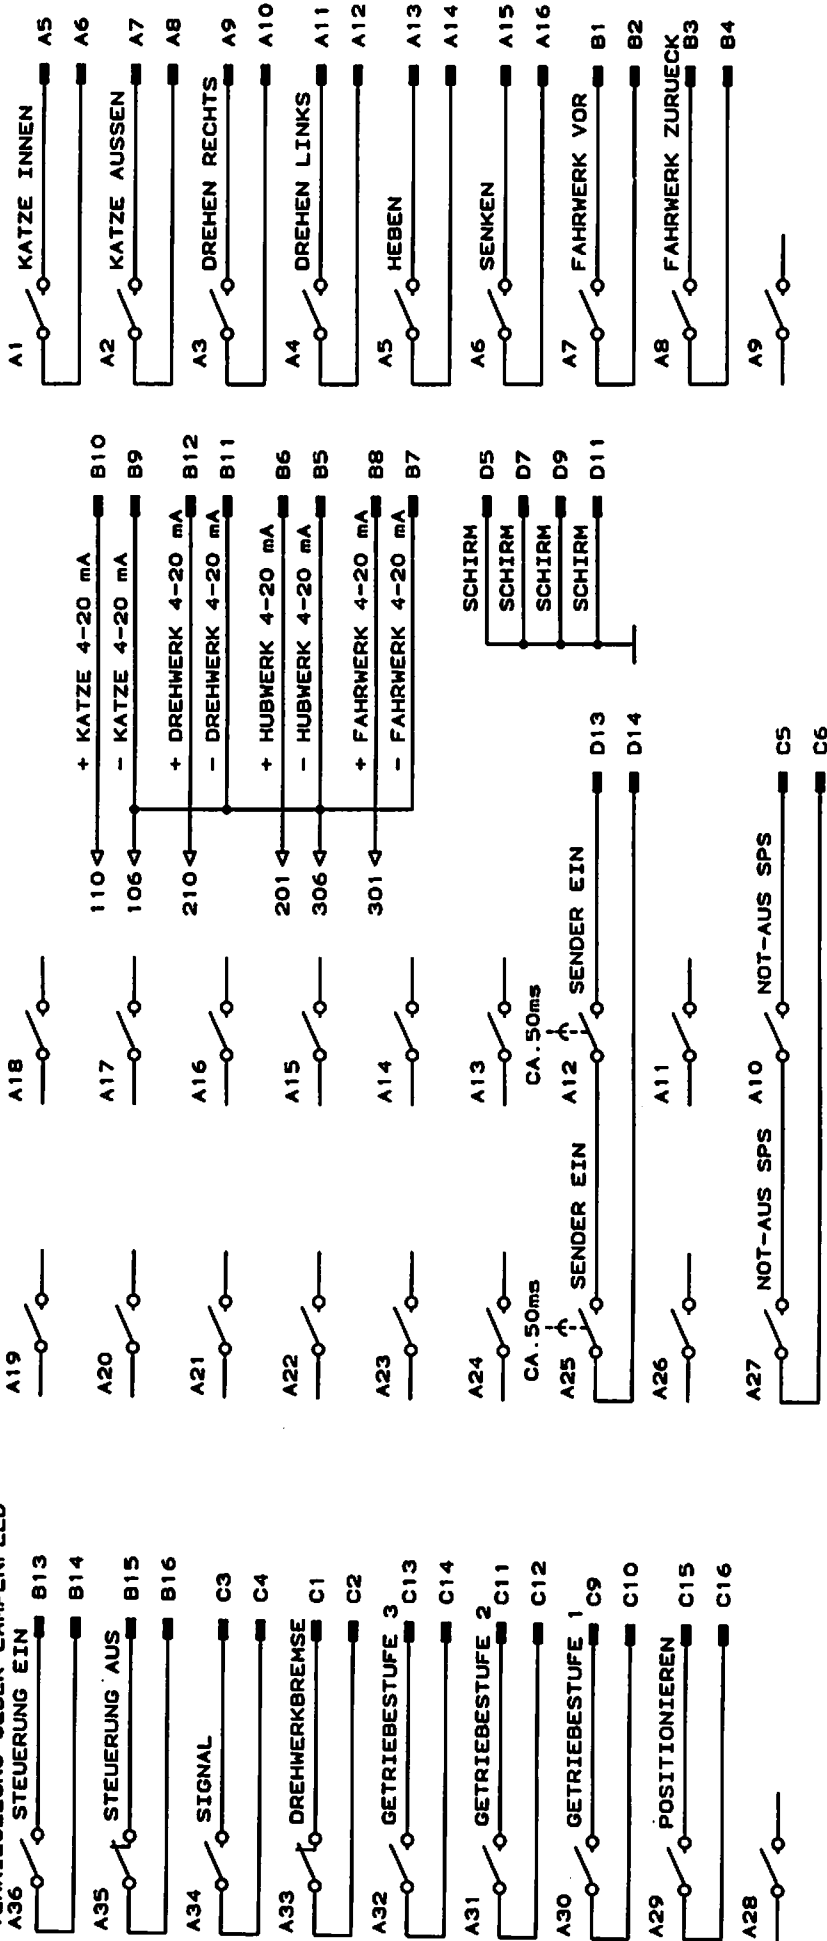 A36 STEUERUNG EIN
B13
B14
A35 STEUERUNG AUS
B15
B16
A34 SIGNAL
C3
C4
A33 DREHWERKBREMSE
C1
C2
A32 GETRIEBESTUFE 3
C13
C14
A31 GETRIEBESTUFE 2
C11
C12
A30 GETRIEBESTUFE 1
C9
C10
A29 POSITIONIEREN
C15
C16
A28
A19
A18
A20
A17
A21
A16
A22
A15
A23
A14
A24
A13
CA.50ms
CA.50ms
A25 SENDER EIN
A12 SENDER EIN
D13
D14
A26
A11
A27 NOT-AUS SPS
A10 NOT-AUS SPS
C5
C6
110 + KATZE 4-20 mA B10
106 - KATZE 4-20 mA B9
210 + DREHWERK 4-20 mA B12
- DREHWERK 4-20 mA B11
201 + HUBWERK 4-20 mA B6
306 - HUBWERK 4-20 mA B5
301 + FAHRWERK 4-20 mA B8
- FAHRWERK 4-20 mA B7
SCHIRM D5
SCHIRM D7
SCHIRM D9
SCHIRM D11
A1 KATZE INNEN
A5
A6
A2 KATZE AUSSEN
A7
A8
A3 DREHEN RECHTS
A9
A10
A4 DREHEN LINKS
A11
A12
A5 HEBEN
A13
A14
A6 SENKEN
A15
A16
A7 FAHRWERK VOR
B1
B2
A8 FAHRWERK ZURUECK
B3
B4
A9